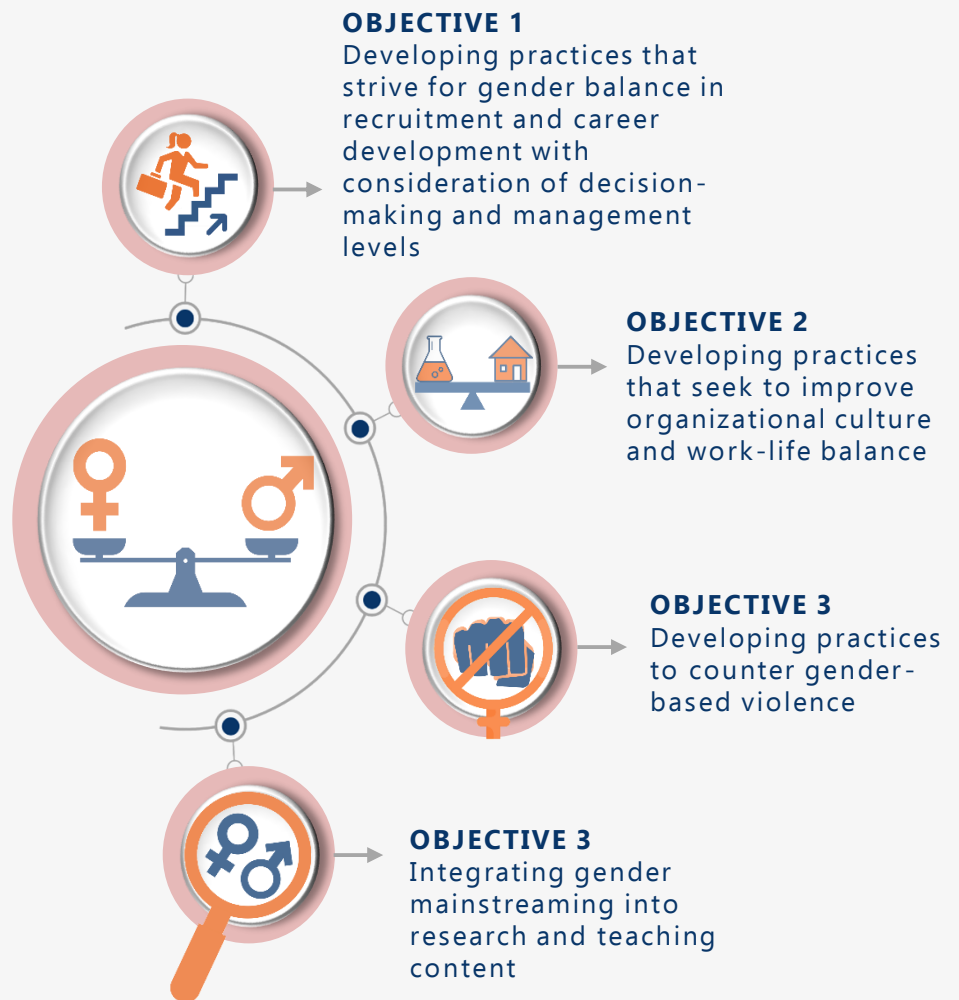 OBJECTIVE 1
Developing practices that
strive for gender balance in
recruitment and career
development with
consideration of decision-
making and management
levels
OBJECTIVE 2
Developing practices
that seek to improve
organizational culture
and work-life balance
OBJECTIVE 3
Developing practices
to counter gender-
based violence
OBJECTIVE 3
Integrating gender
mainstreaming into
research and teaching
content